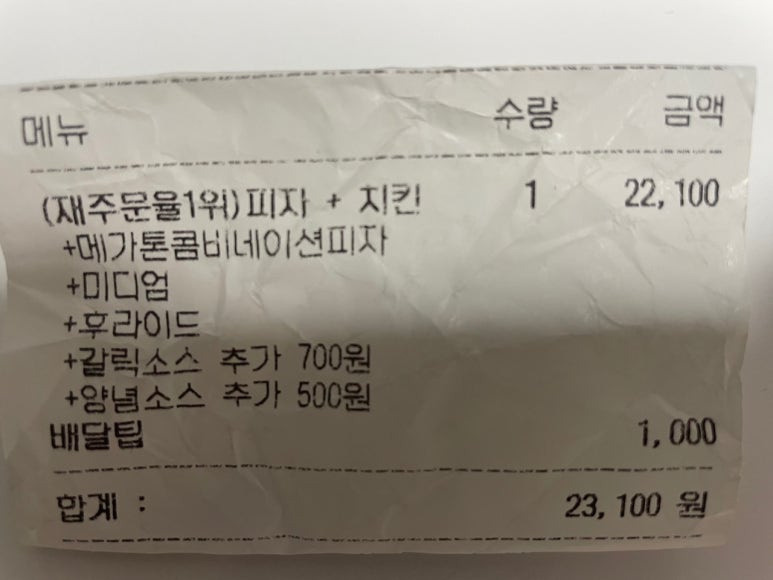 메뉴 수량 금액
(재주문율1위)피자 + 치킨 1 22,100
+메가톤콤비네이션피자
+미디엄
+후라이드
+갈릭소스 추가 700원
+양념소스 추가 500원
배달팁 1,000
합계 : 23,100 원